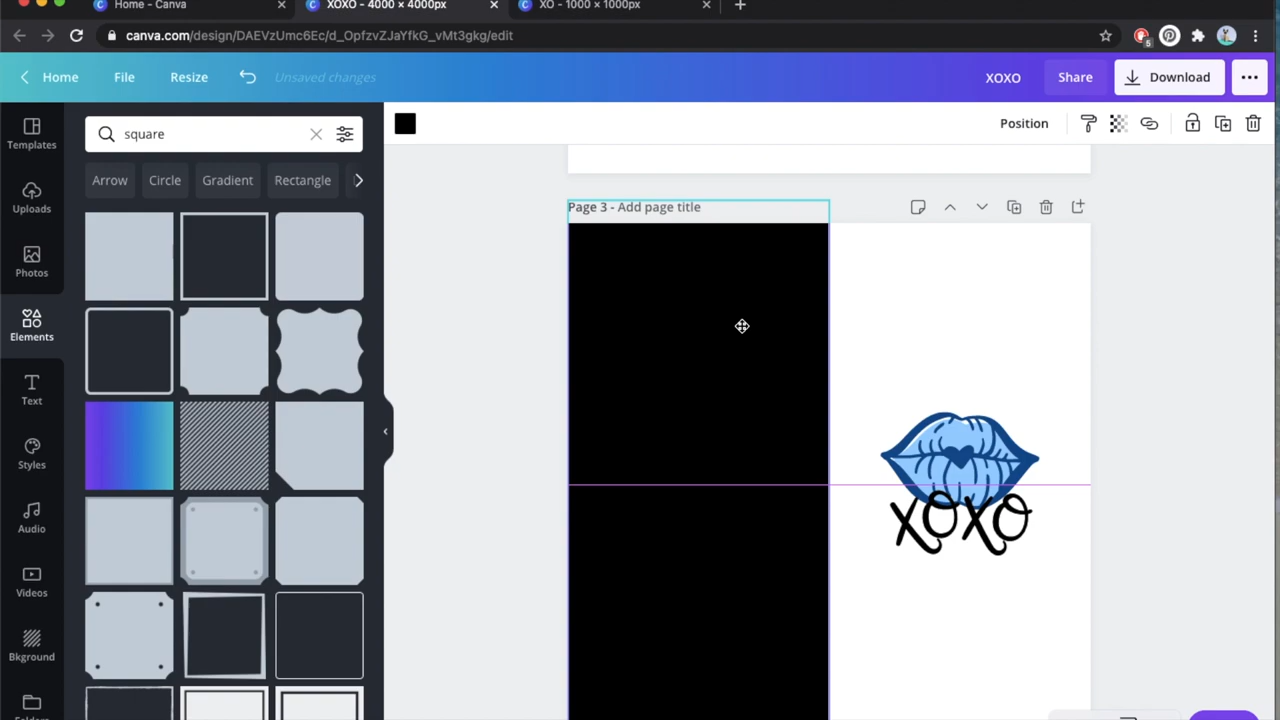 Home - Canva
XOXO - 4000 × 4000px
XO - 1000 × 1000px
canva.com/design/DAEVzUmc6Ec/d_OpfzvZJaYfkG_vMt3gkg/edit
6
Home
File
Resize
Unsaved changes
XOXO
Share
Download
Templates
Uploads
Photos
Elements
Text
Styles
Audio
Videos
Bkground
Folders
square
Arrow
Circle
Gradient
Rectangle
Position
Page 3 - Add page title
XOXO